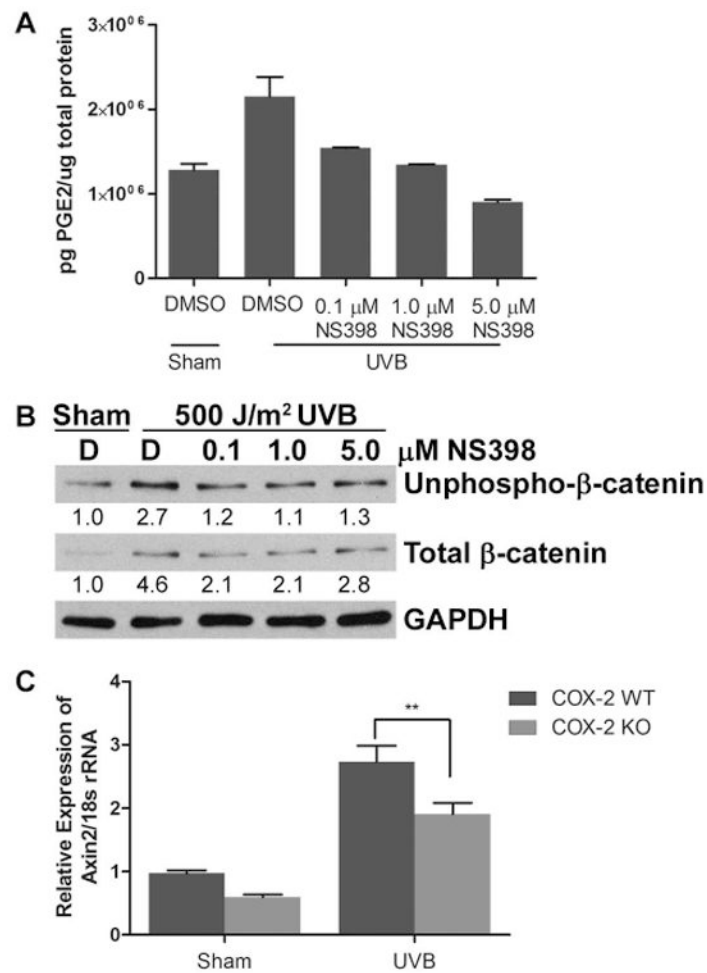 A
pg PGE2/ug total protein
3×10⁰⁶
2×10⁰⁶
1×10⁰⁶
0
DMSO DMSO 0.1 µM 1.0 µM 5.0 µM
NS398 NS398 NS398
Sham UVB
B Sham 500 J/m² UVB
D D 0.1 1.0 5.0 µM NS398
Unphospho-β-catenin
1.0 2.7 1.2 1.1 1.3
Total β-catenin
1.0 4.6 2.1 2.1 2.8
GAPDH
C
Relative Expression of
Axin2/18s rRNA
4
3
2
1
0
**
COX-2 WT
COX-2 KO
Sham UVB